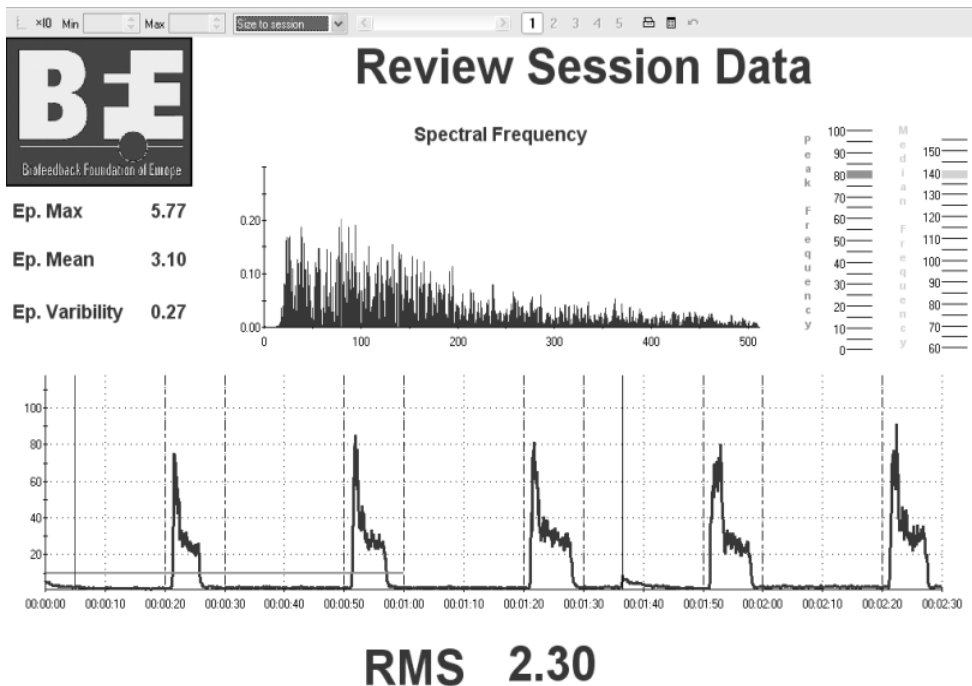 ×10 Min Max Size to session 1 2 3 4 5
BFE
Biofeedback Foundation of Europe
Review Session Data
Ep. Max 5.77
Ep. Mean 3.10
Ep. Varibility 0.27
Spectral Frequency
0.20
0.10
0.00
0 100 200 300 400 500
Peak Frequency
100
90
80
70
60
50
40
30
20
10
0
Median Frequency
150
140
130
120
110
100
90
80
70
60
100
80
60
40
20
00:00:00 00:01:10 00:00:20 00:00:30 00:00:50 00:01:00 00:01:10 00:01:20 00:01:30 00:01:40 00:01:50 00:02:00 00:02:10 00:02:20 00:02:30
RMS 2.30